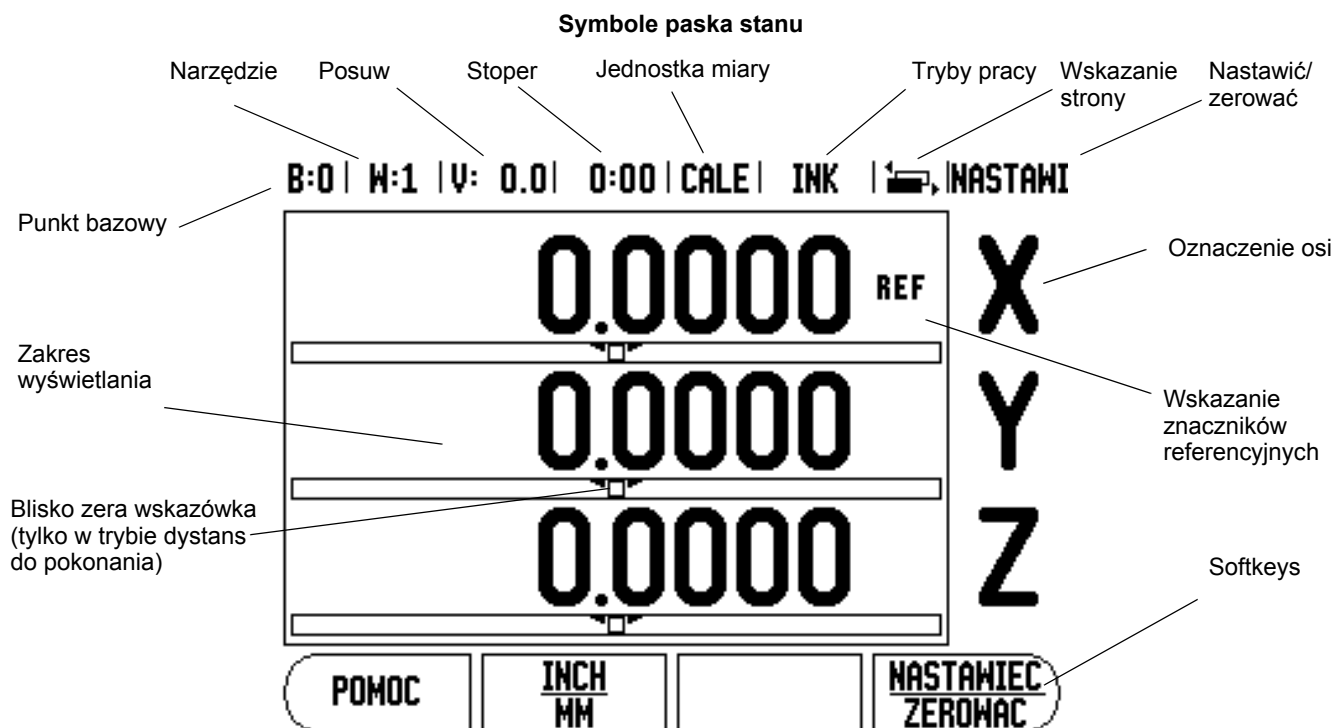 Symbole paska stanu
Narzędzie
Posuw
Stoper
Jednostka miary
Tryby pracy
Wskazanie
strony
Nastawić/
zerować
B:0 | W:1 | V: 0.0 | 0:00 | CALE | INK | | NASTAWI
Punkt bazowy
0.0000 REF X
Oznaczenie osi
Zakres
wyświetlania
0.0000 Y
Wskazanie
znaczników
referencyjnych
Blisko zera wskazówka
(tylko w trybie dystans
do pokonania)
0.0000 Z
Softkeys
POMOC
INCH
MM
NASTAWIEC
ZEROWAC